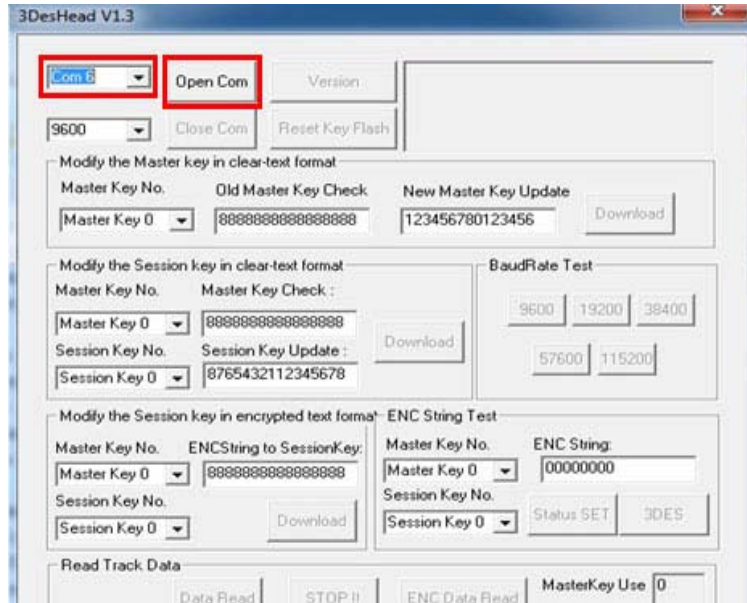 3DesHead V1.3
Com 6 Open Com Version
9600 Close Com Reset Key Flash
Modify the Master key in clear-text format
Master Key No. Old Master Key Check New Master Key Update
Master Key 0 8888888888888888 123456780123456 Download
Modify the Session key in clear-text format BaudRate Test
Master Key No. Master Key Check :
Master Key 0 8888888888888888 9600 19200 38400
Session Key No. Session Key Update : Download
Session Key 0 8765432112345678 57600 115200
Modify the Session key in encrypted text format ENC String Test
Master Key No. ENCString to SessionKey: Master Key No. ENC String:
Master Key 0 8888888888888888 Master Key 0 00000000
Session Key No. Session Key No.
Session Key 0 Download Session Key 0 Status SET 3DES
Read Track Data
Data Read STOP !! ENC Data Read MasterKey Use 0